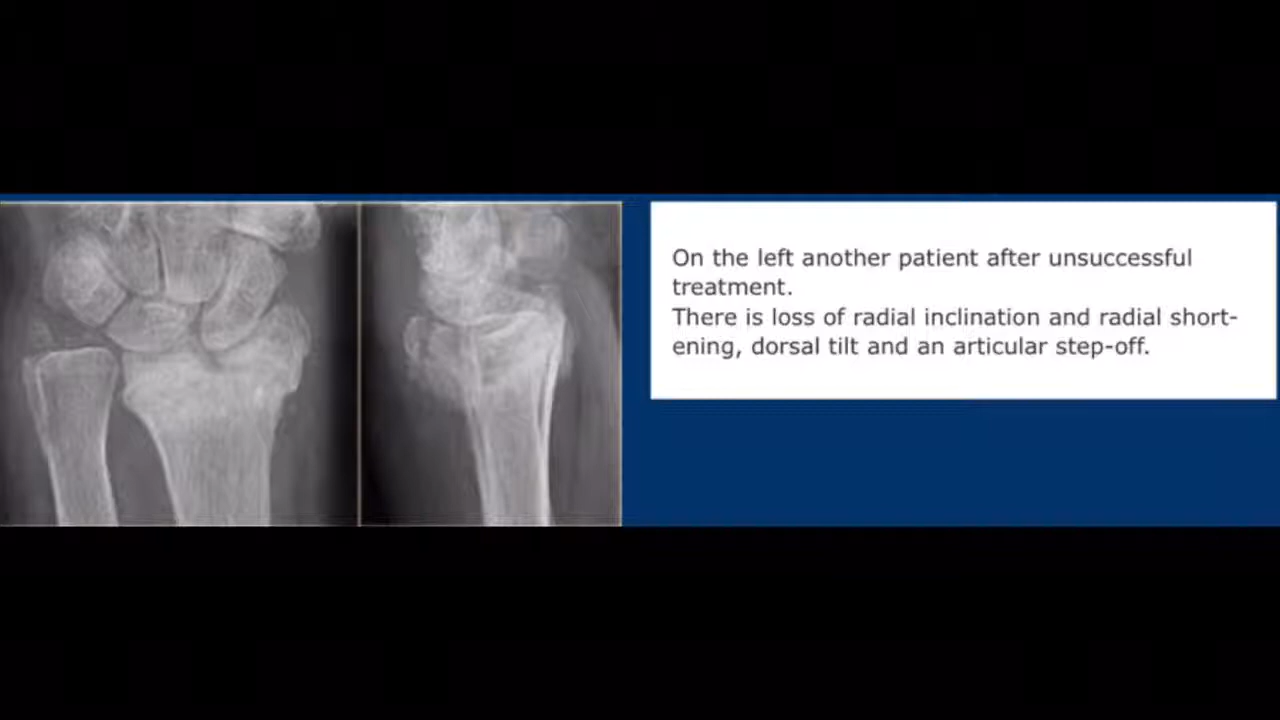 On the left another patient after unsuccessful
treatment.
There is loss of radial inclination and radial short-
ening, dorsal tilt and an articular step-off.